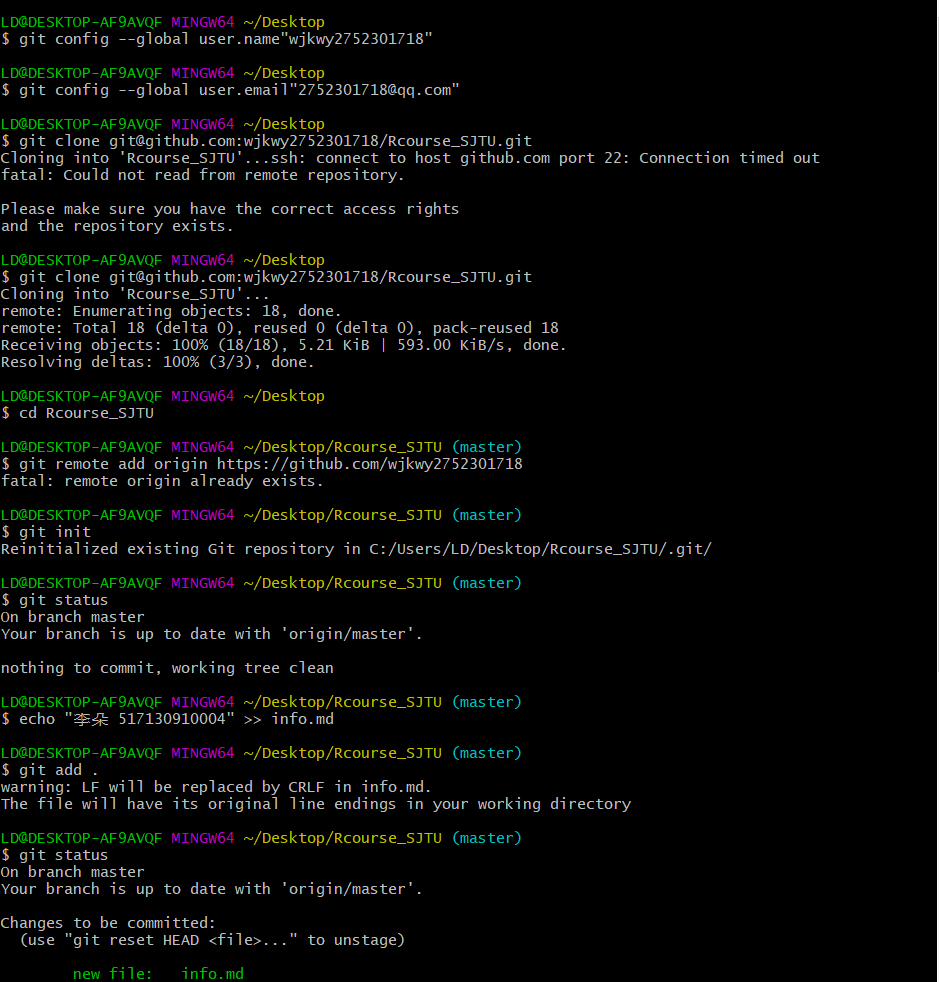 LD@DESKTOP-AF9AVQF MINGW64 ~/Desktop
$ git config --global user.name"wjkwy2752301718"
LD@DESKTOP-AF9AVQF MINGW64 ~/Desktop
$ git config --global user.email"2752301718@qq.com"
LD@DESKTOP-AF9AVQF MINGW64 ~/Desktop
$ git clone git@github.com:wjkwy2752301718/Rcourse_SJTU.git
Cloning into 'Rcourse_SJTU'...ssh: connect to host github.com port 22: Connection timed out
fatal: Could not read from remote repository.
Please make sure you have the correct access rights
and the repository exists.
LD@DESKTOP-AF9AVQF MINGW64 ~/Desktop
$ git clone git@github.com:wjkwy2752301718/Rcourse_SJTU.git
Cloning into 'Rcourse_SJTU'...
remote: Enumerating objects: 18, done.
remote: Total 18 (delta 0), reused 0 (delta 0), pack-reused 18
Receiving objects: 100% (18/18), 5.21 KiB | 593.00 KiB/s, done.
Resolving deltas: 100% (3/3), done.
LD@DESKTOP-AF9AVQF MINGW64 ~/Desktop
$ cd Rcourse_SJTU
LD@DESKTOP-AF9AVQF MINGW64 ~/Desktop/Rcourse_SJTU (master)
$ git remote add origin https://github.com/wjkwy2752301718
fatal: remote origin already exists.
LD@DESKTOP-AF9AVQF MINGW64 ~/Desktop/Rcourse_SJTU (master)
$ git init
Reinitialized existing Git repository in C:/Users/LD/Desktop/Rcourse_SJTU/.git/
LD@DESKTOP-AF9AVQF MINGW64 ~/Desktop/Rcourse_SJTU (master)
$ git status
On branch master
Your branch is up to date with 'origin/master'.
nothing to commit, working tree clean
LD@DESKTOP-AF9AVQF MINGW64 ~/Desktop/Rcourse_SJTU (master)
$ echo "李朵 517130910004" >> info.md
LD@DESKTOP-AF9AVQF MINGW64 ~/Desktop/Rcourse_SJTU (master)
$ git add .
warning: LF will be replaced by CRLF in info.md.
The file will have its original line endings in your working directory
LD@DESKTOP-AF9AVQF MINGW64 ~/Desktop/Rcourse_SJTU (master)
$ git status
On branch master
Your branch is up to date with 'origin/master'.
Changes to be committed:
(use "git reset HEAD <file>..." to unstage)
new file: info.md